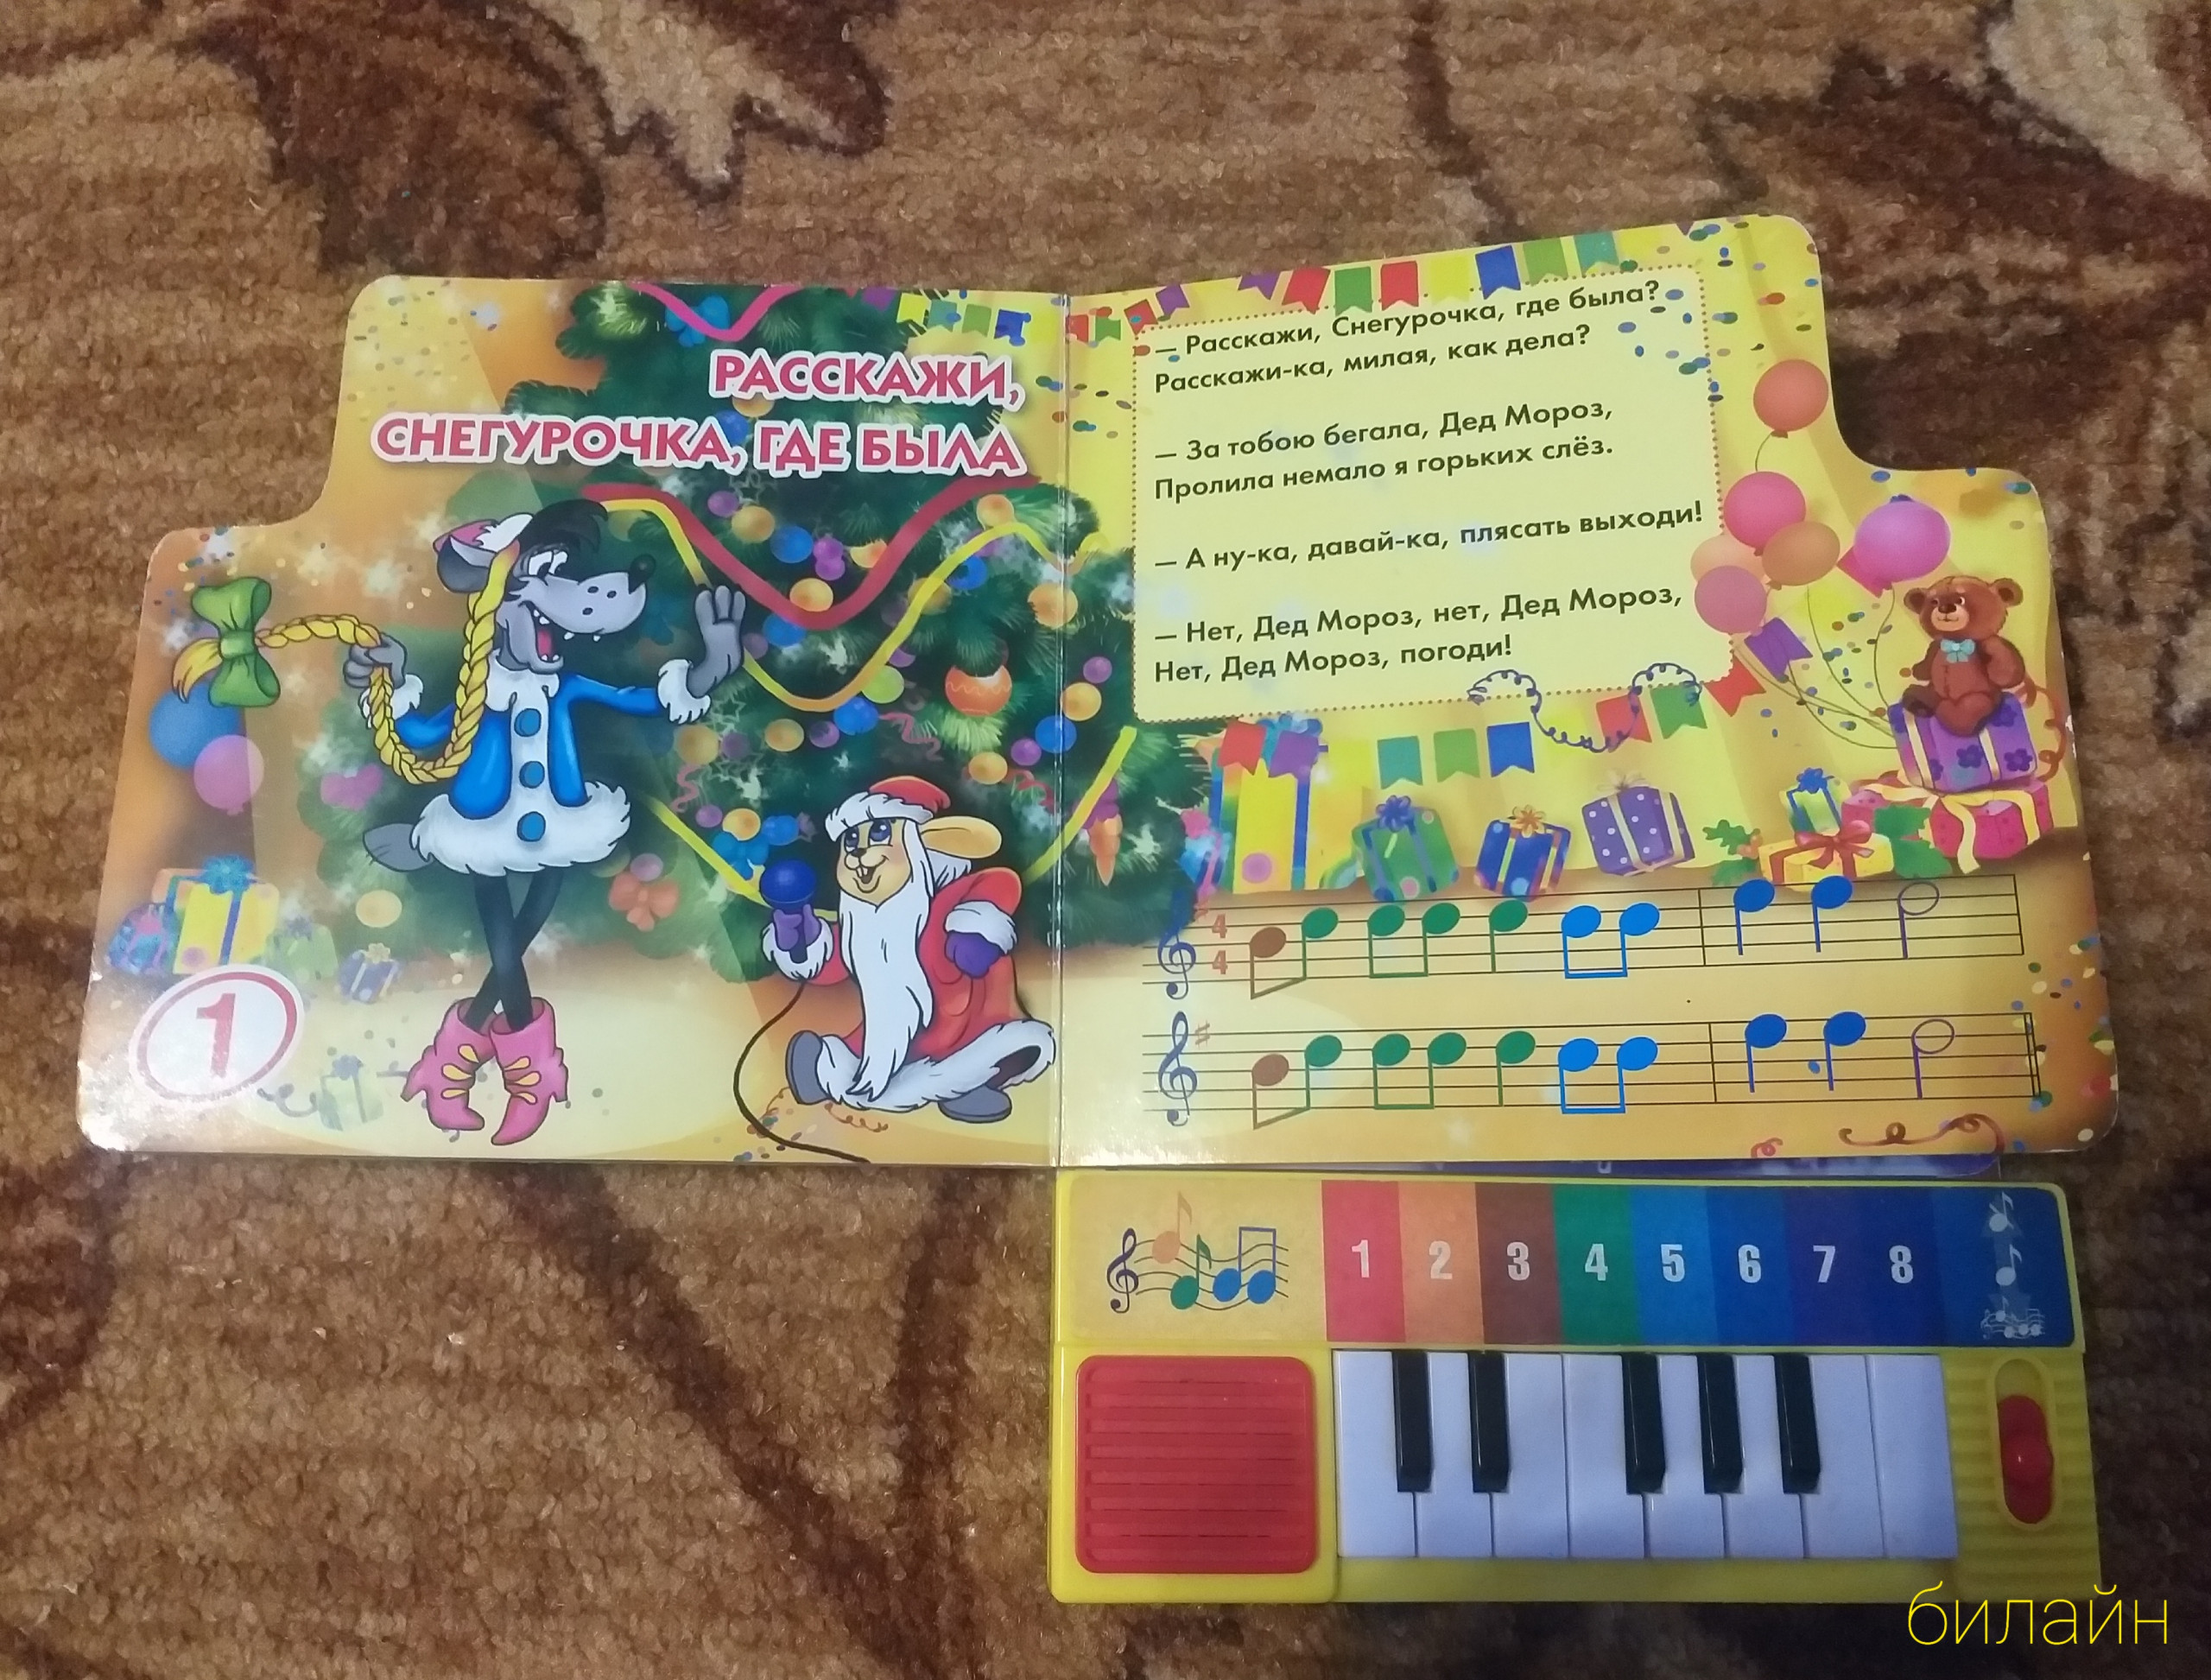 РАССКАЖИ,
СНЕГУРОЧКА, ГДЕ БЫЛА
1
— Расскажи, Снегурочка, где была?
Расскажи-ка, милая, как дела?
— За тобою бегала, Дед Мороз,
Пролила немало я горьких слёз.
— А ну-ка, давай-ка, плясать выходи!
— Нет, Дед Мороз, нет, Дед Мороз,
Нет, Дед Мороз, погоди!
4
4
1 2 3 4 5 6 7 8
билайн